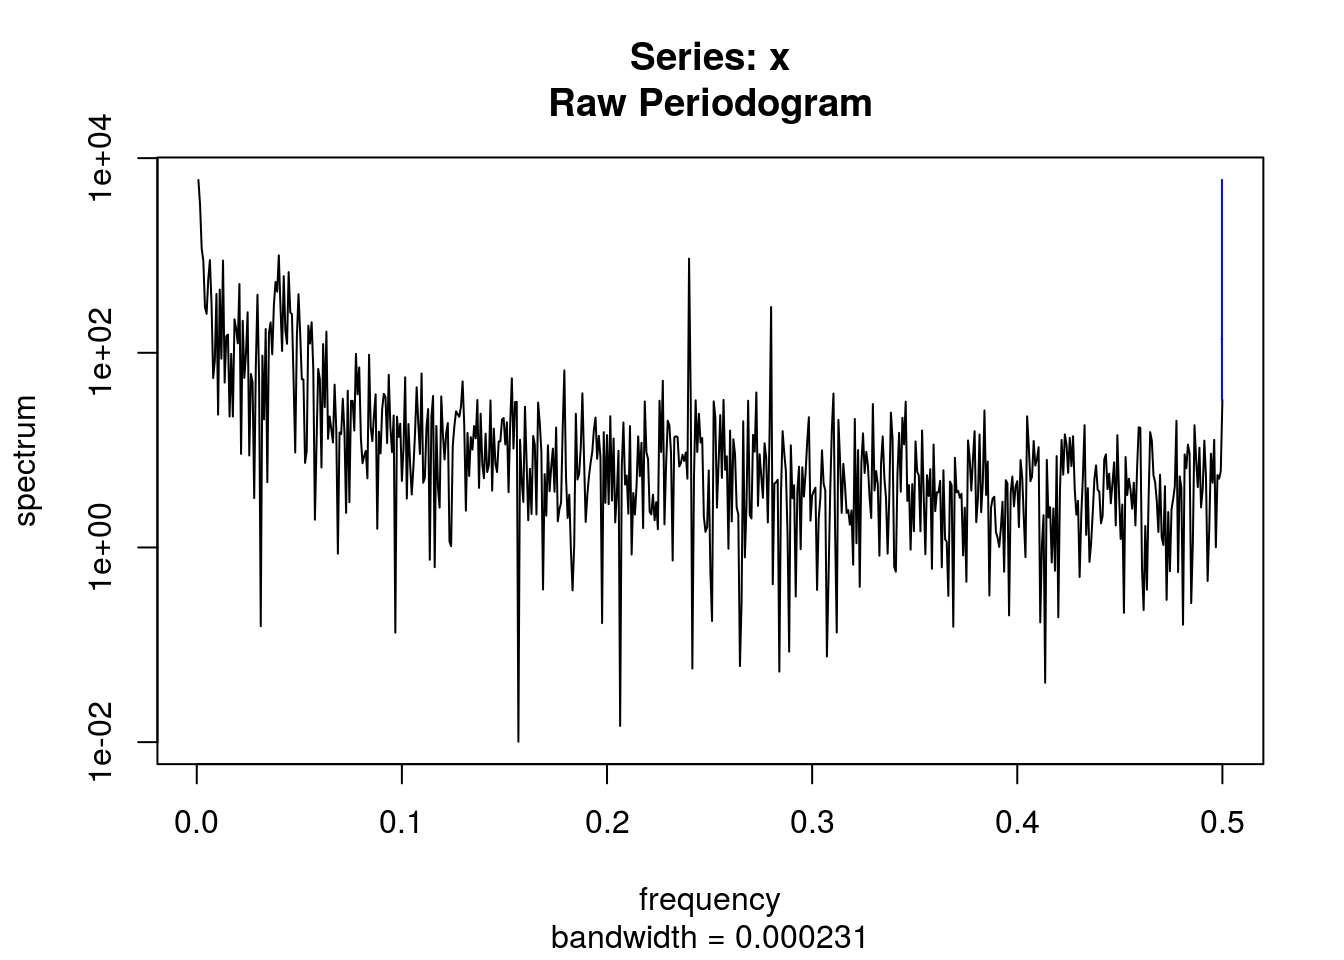 Series: x
Raw Periodogram
spectrum
1e+04
1e+02
1e+00
1e-02
0.0 0.1 0.2 0.3 0.4 0.5
frequency
bandwidth = 0.000231